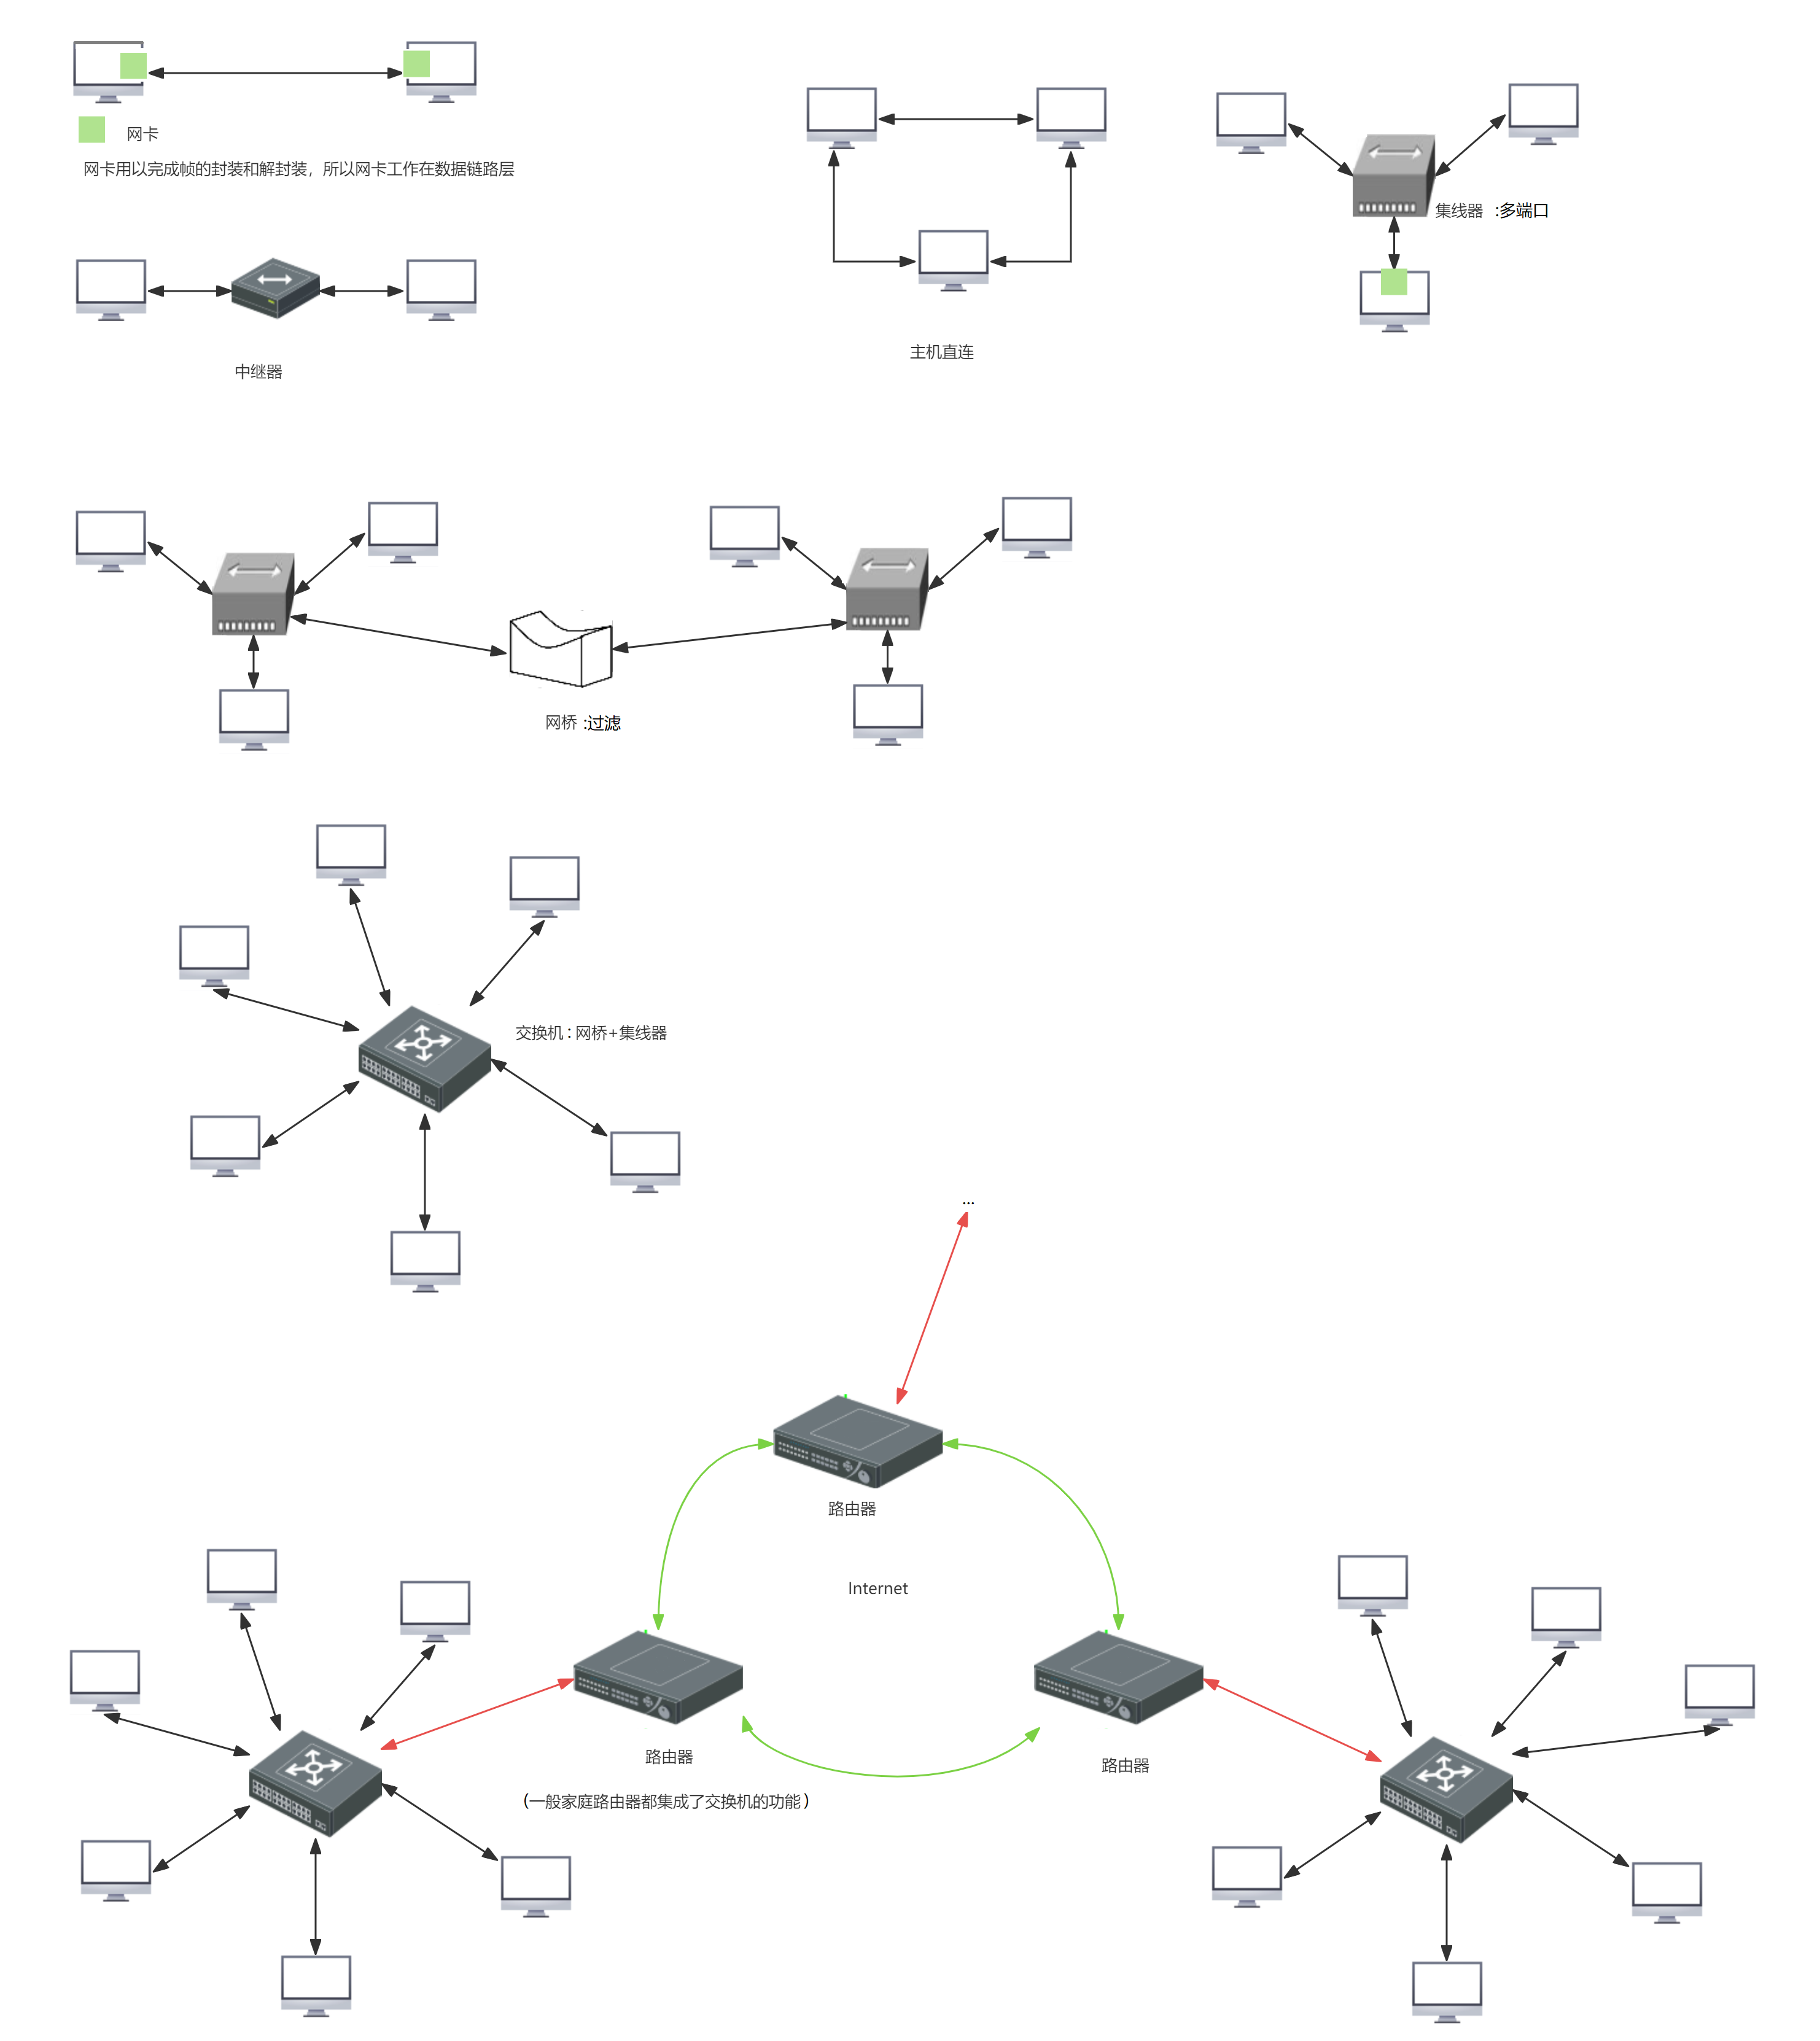 网卡
网卡用以完成帧的封装和解封装，所以网卡工作在数据链路层
集线器 :多端口
主机直连
中继器
网桥 :过滤
交换机：网桥+集线器
...
路由器
Internet
路由器
路由器
(一般家庭路由器都集成了交换机的功能)